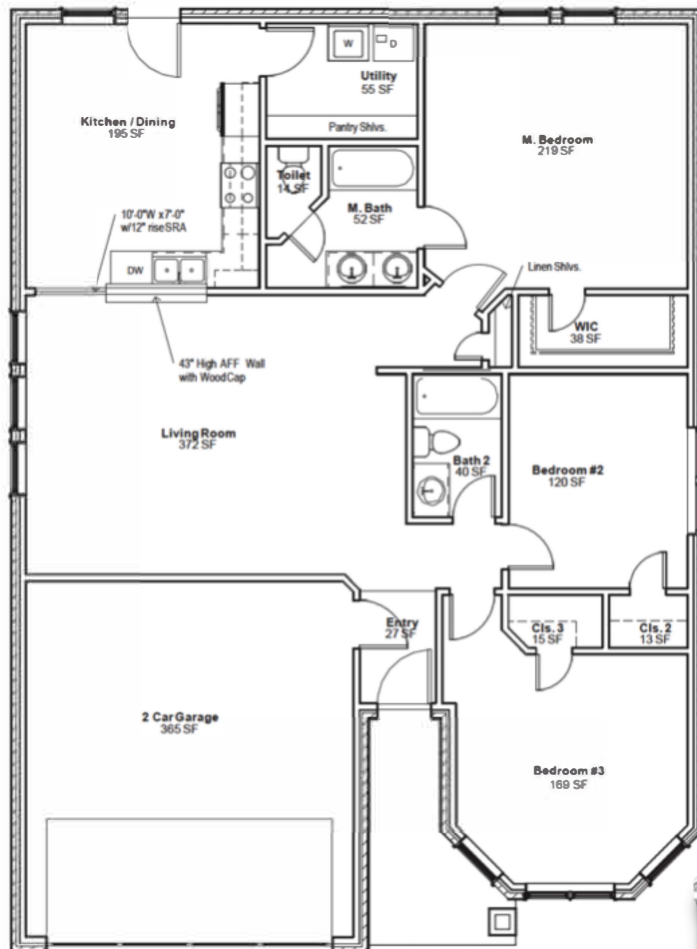 W
D
Utility
55 SF
Kitchen / Dining
195 SF
Pantry Shlvs.
M. Bedroom
219 SF
Toilet
14 SF
M. Bath
52 SF
10'-0"W x7'-0"
w/12" rise SRA
DW
Linen Shlvs.
WIC
38 SF
43" High AFF Wall
with Wood Cap
Living Room
372 SF
Bath 2
40 SF
Bedroom #2
120 SF
Entry
27 SF
Cls. 3
15 SF
Cls. 2
13 SF
2 Car Garage
365 SF
Bedroom #3
169 SF